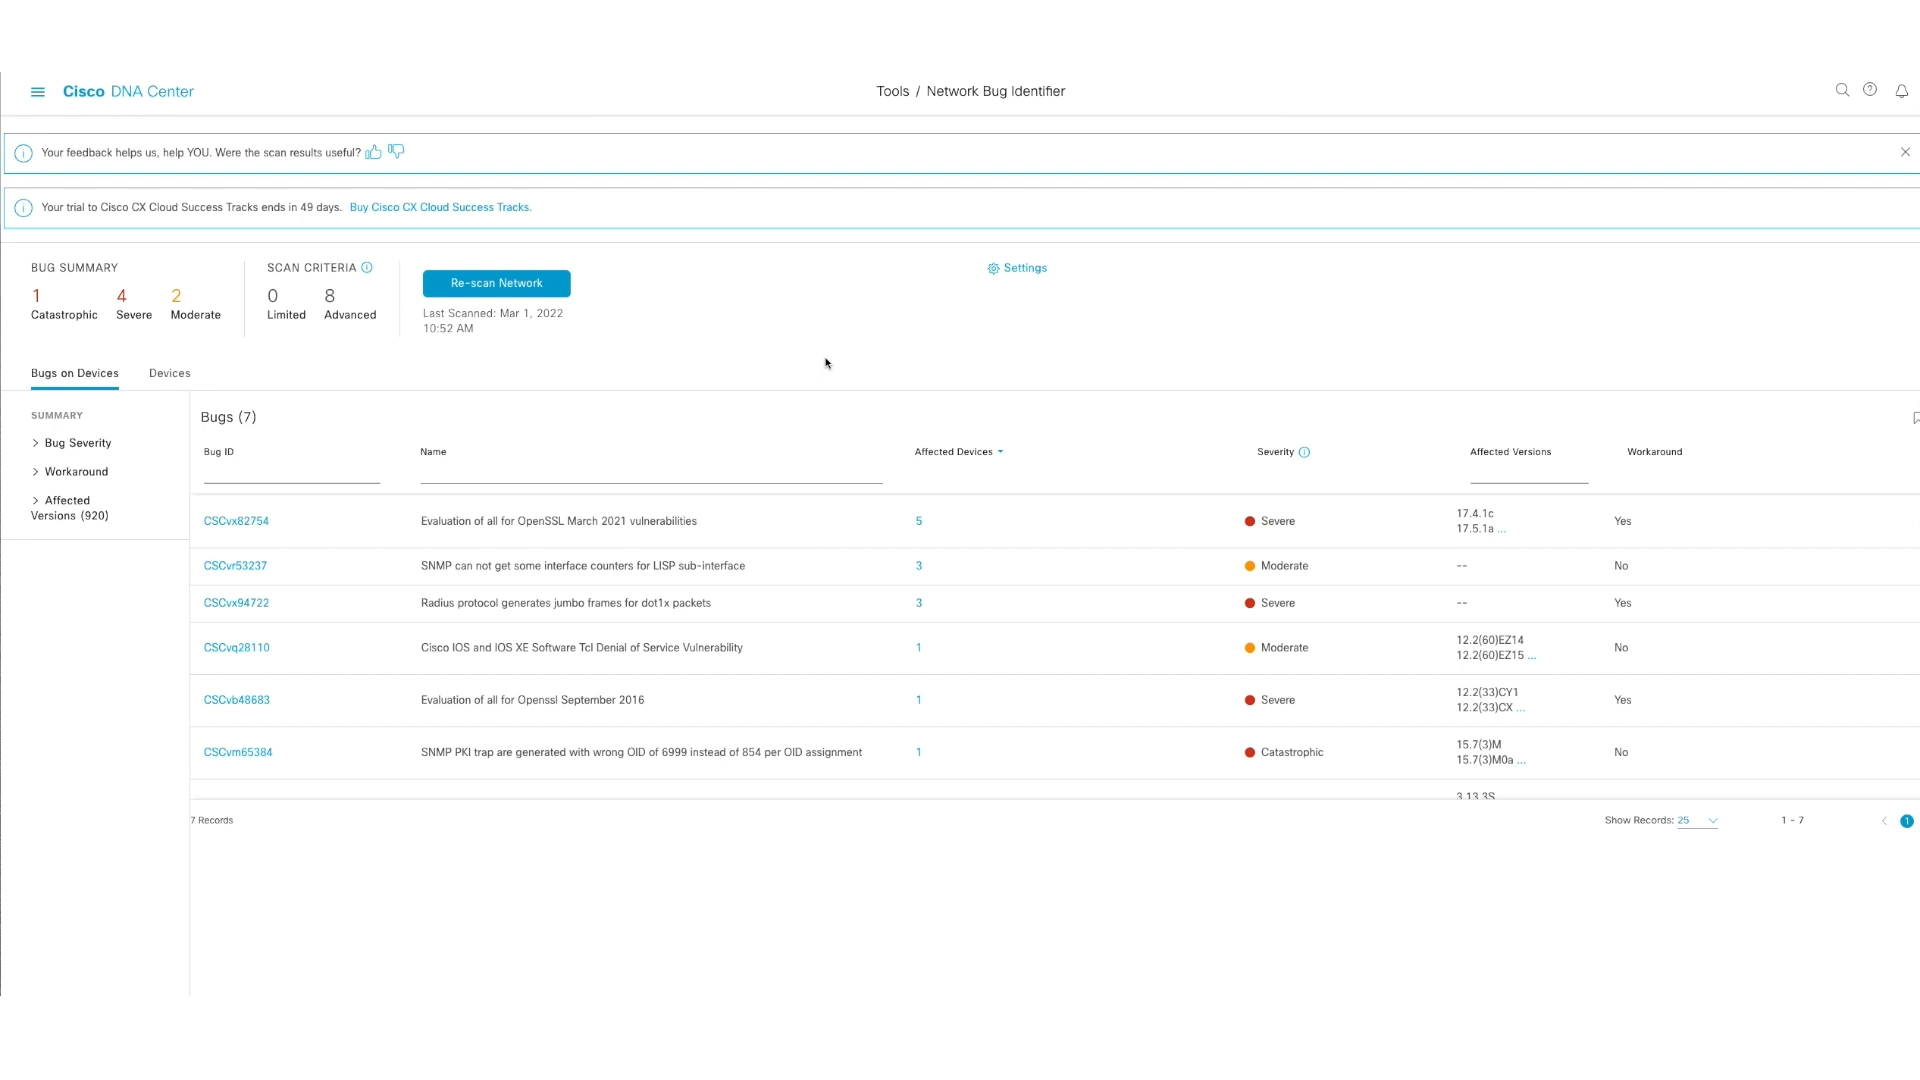 Cisco DNA Center
Tools / Network Bug Identifier
Your feedback helps us, help YOU. Were the scan results useful?
Your trial to Cisco CX Cloud Success Tracks ends in 49 days. Buy Cisco CX Cloud Success Tracks.
BUG SUMMARY
1 4 2
Catastrophic Severe Moderate
SCAN CRITERIA
0 8
Limited Advanced
Re-scan Network
Last Scanned: Mar 1, 2022
10:52 AM
Settings
Bugs on Devices Devices
SUMMARY
Bug Severity
Workaround
Affected
Versions (920)
Bugs (7)
Bug ID Name Affected Devices Severity Affected Versions Workaround
CSCvx82754 Evaluation of all for OpenSSL March 2021 vulnerabilities 5 Severe 17.4.1c Yes
17.5.1a ...
CSCvr53237 SNMP can not get some interface counters for LISP sub-interface 3 Moderate -- No
CSCvx94722 Radius protocol generates jumbo frames for dot1x packets 3 Severe -- Yes
CSCvq28110 Cisco IOS and IOS XE Software Tcl Denial of Service Vulnerability 1 Moderate 12.2(60)EZ14 No
12.2(60)EZ15 ...
CSCvb48683 Evaluation of all for Openssl September 2016 1 Severe 12.2(33)CY1 Yes
12.2(33)CX ...
CSCvm65384 SNMP PKI trap are generated with wrong OID of 6999 instead of 854 per OID assignment 1 Catastrophic 15.7(3)M No
15.7(3)M0a ...
3.13.3S
7 Records
Show Records: 25 1 - 7 1